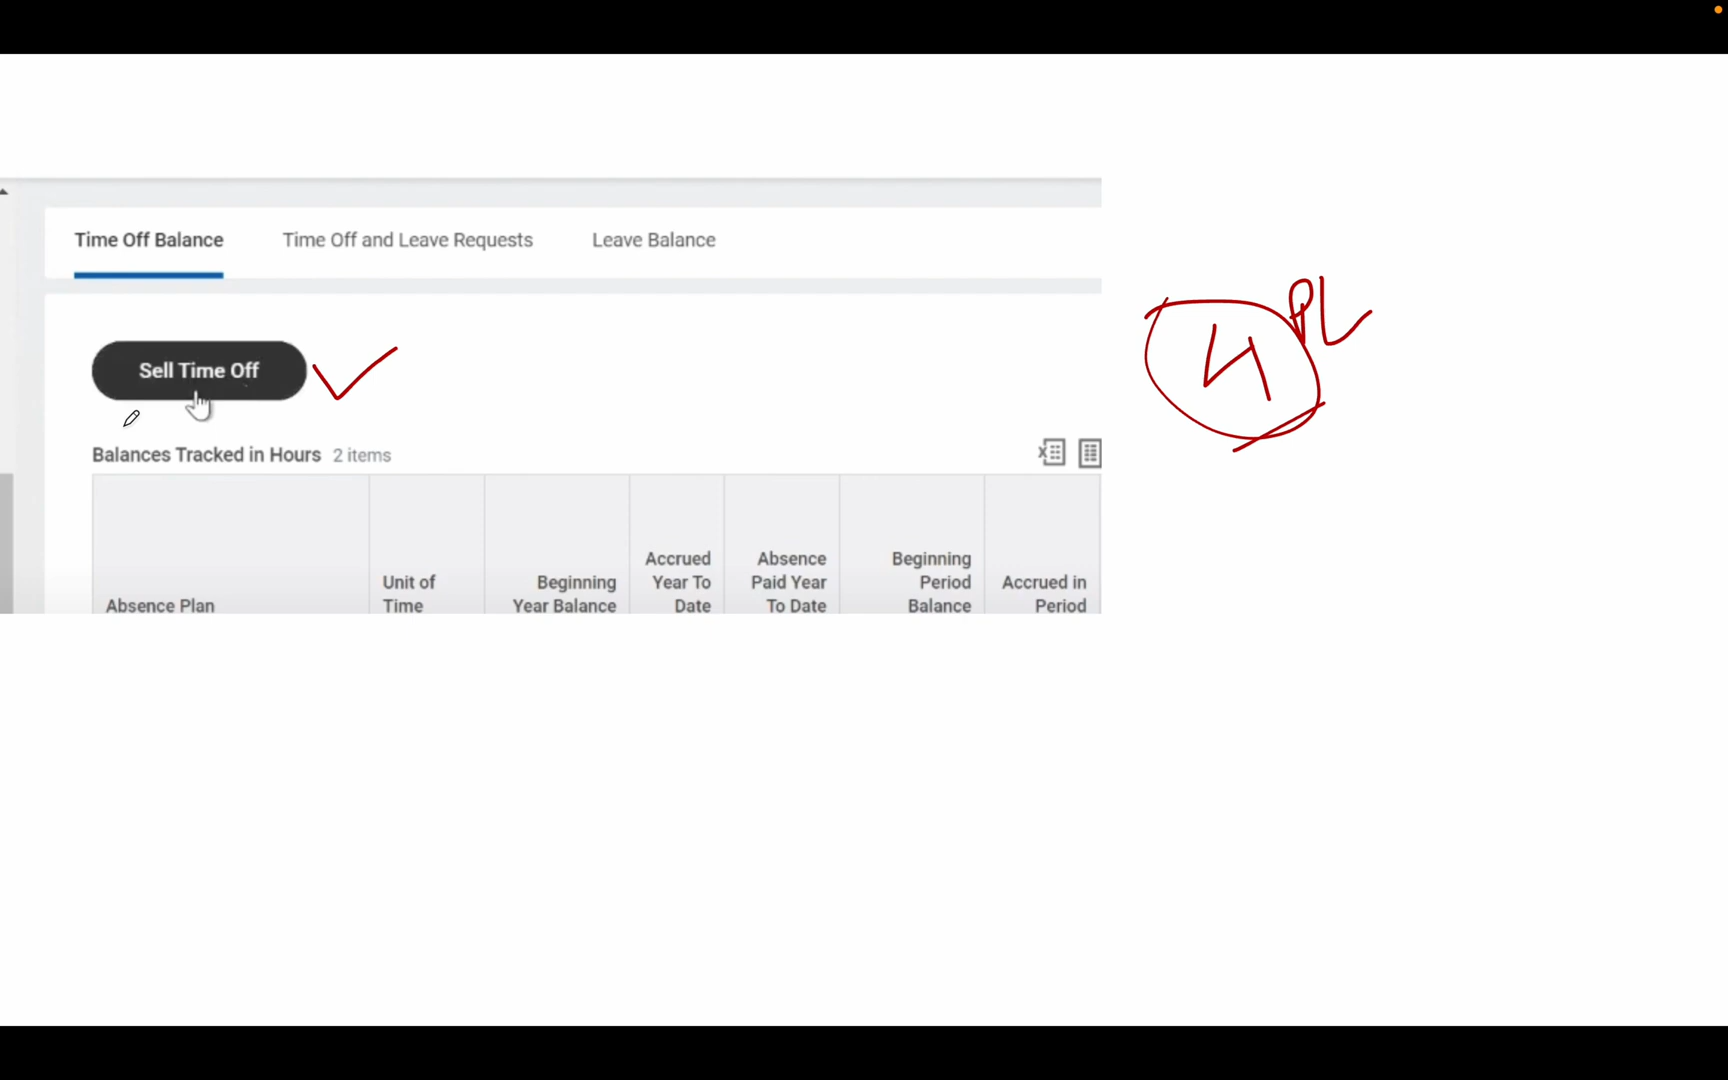 Time Off Balance Time Off and Leave Requests Leave Balance
Sell Time Off
4 PL
Balances Tracked in Hours 2 items
Absence Plan
Unit of
Time
Beginning
Year Balance
Accrued
Year To
Date
Absence
Paid Year
To Date
Beginning
Period
Balance
Accrued in
Period